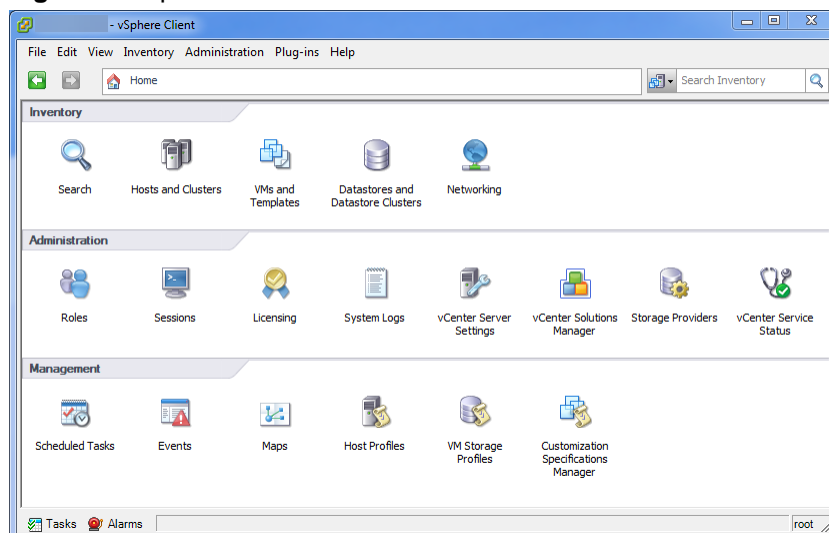 - vSphere Client
File Edit View Inventory Administration Plug-ins Help
Home
Search Inventory
Inventory
Search
Hosts and Clusters
VMs and
Templates
Datastores and
Datastore Clusters
Networking
Administration
Roles
Sessions
Licensing
System Logs
vCenter Server
Settings
vCenter Solutions
Manager
Storage Providers
vCenter Service
Status
Management
Scheduled Tasks
Events
Maps
Host Profiles
VM Storage
Profiles
Customization
Specifications
Manager
Tasks Alarms
root